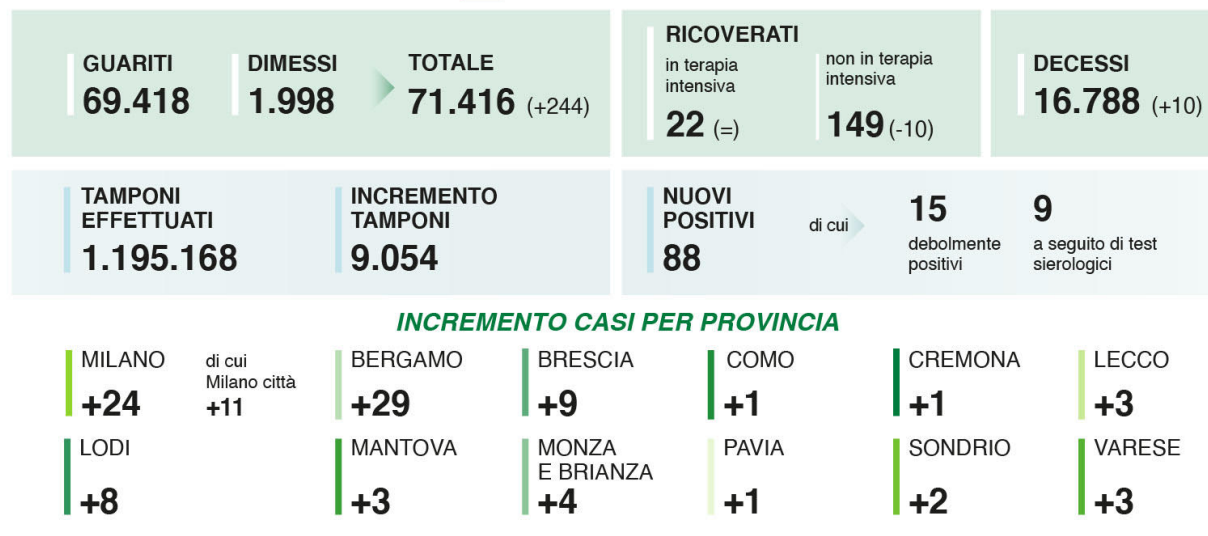 GUARITI
69.418
DIMESSI
1.998
TOTALE
71.416 (+244)
RICOVERATI
in terapia
intensiva
22 (=)
non in terapia
intensiva
149 (-10)
DECESSI
16.788 (+10)
TAMPONI
EFFETTUATI
1.195.168
INCREMENTO
TAMPONI
9.054
NUOVI
POSITIVI
88
di cui
15
debolmente
positivi
9
a seguito di test
sierologici
INCREMENTO CASI PER PROVINCIA
MILANO
+24
di cui
Milano città
+11
BERGAMO
+29
BRESCIA
+9
COMO
+1
CREMONA
+1
LECCO
+3
LODI
+8
MANTOVA
+3
MONZA
E BRIANZA
+4
PAVIA
+1
SONDRIO
+2
VARESE
+3